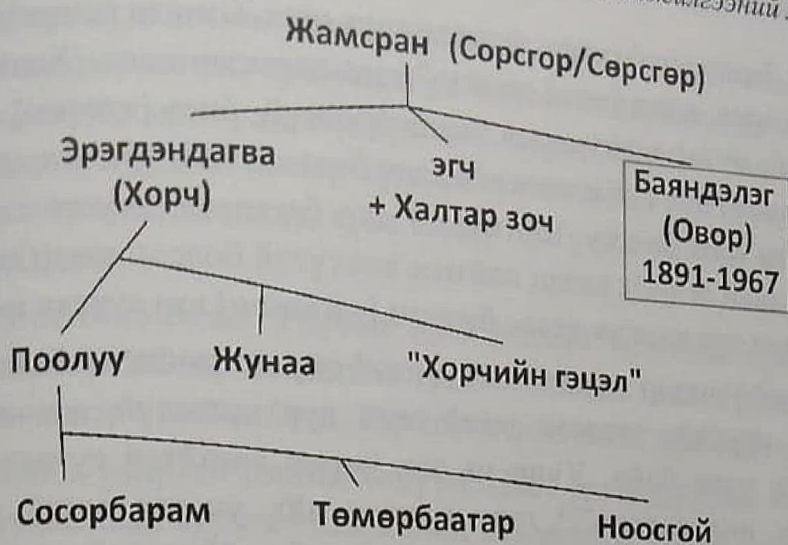 Жамсран (Сорсгор/Сөрсгөр)
Эрэгдэндагва
(Хорч)
эгч
+ Халтар зоч
Баяндэлэг
(Овор)
1891-1967
Поолуу
Жунаа
"Хорчийн гэцэл"
Сосорбарам
Төмөрбаатар
Ноосгой